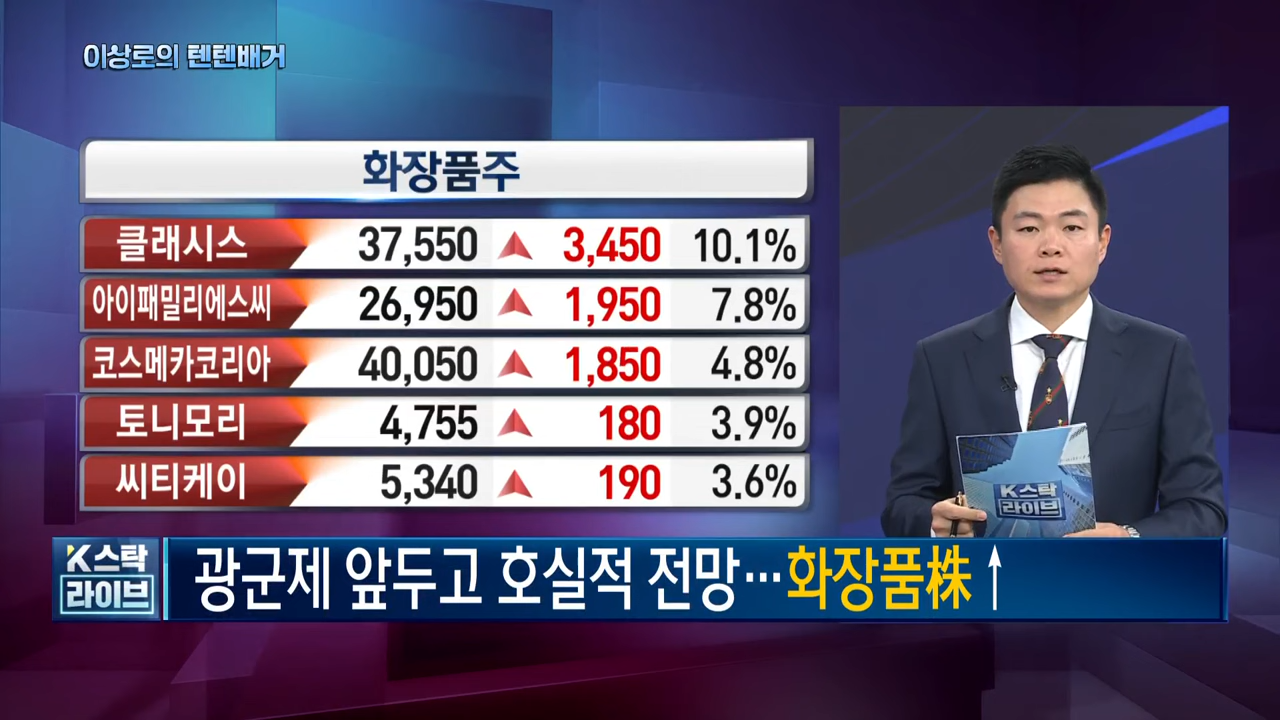 이상로의 텐텐배거
화장품주
클래시스 37,550 ▲ 3,450 10.1%
아이패밀리에스씨 26,950 ▲ 1,950 7.8%
코스메카코리아 40,050 ▲ 1,850 4.8%
토니모리 4,755 ▲ 180 3.9%
씨티케이 5,340 ▲ 190 3.6%
K스탁
라이브
K스탁
라이브
광군제 앞두고 호실적 전망…화장품株↑